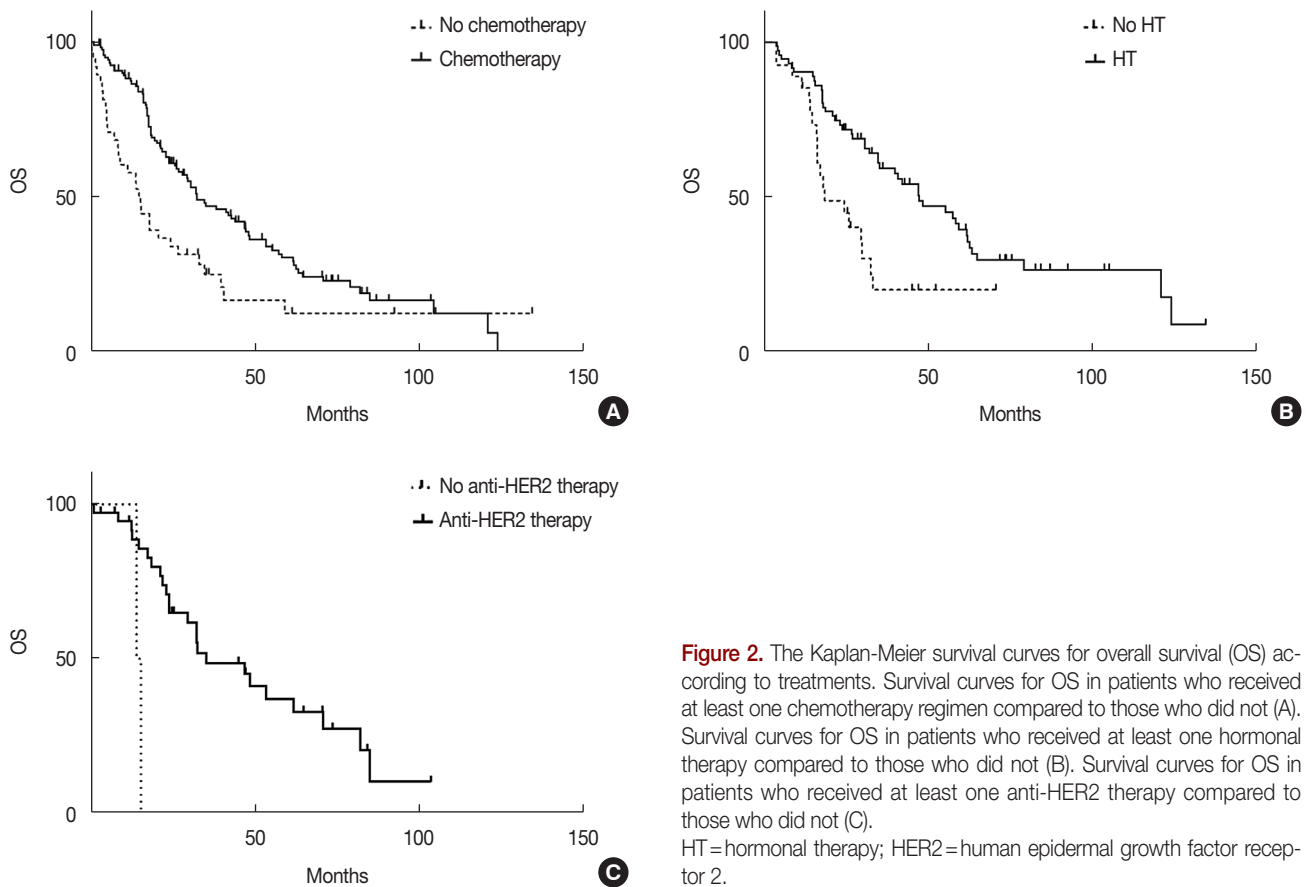 No chemotherapy
Chemotherapy
100
50
0
OS
50
100
150
Months
A
No HT
HT
100
50
0
OS
50
100
150
Months
B
No anti-HER2 therapy
Anti-HER2 therapy
100
50
0
OS
50
100
150
Months
C
Figure 2. The Kaplan-Meier survival curves for overall survival (OS) ac-
cording to treatments. Survival curves for OS in patients who received
at least one chemotherapy regimen compared to those who did not (A).
Survival curves for OS in patients who received at least one hormonal
therapy compared to those who did not (B). Survival curves for OS in
patients who received at least one anti-HER2 therapy compared to
those who did not (C).
HT=hormonal therapy; HER2=human epidermal growth factor recep-
tor 2.